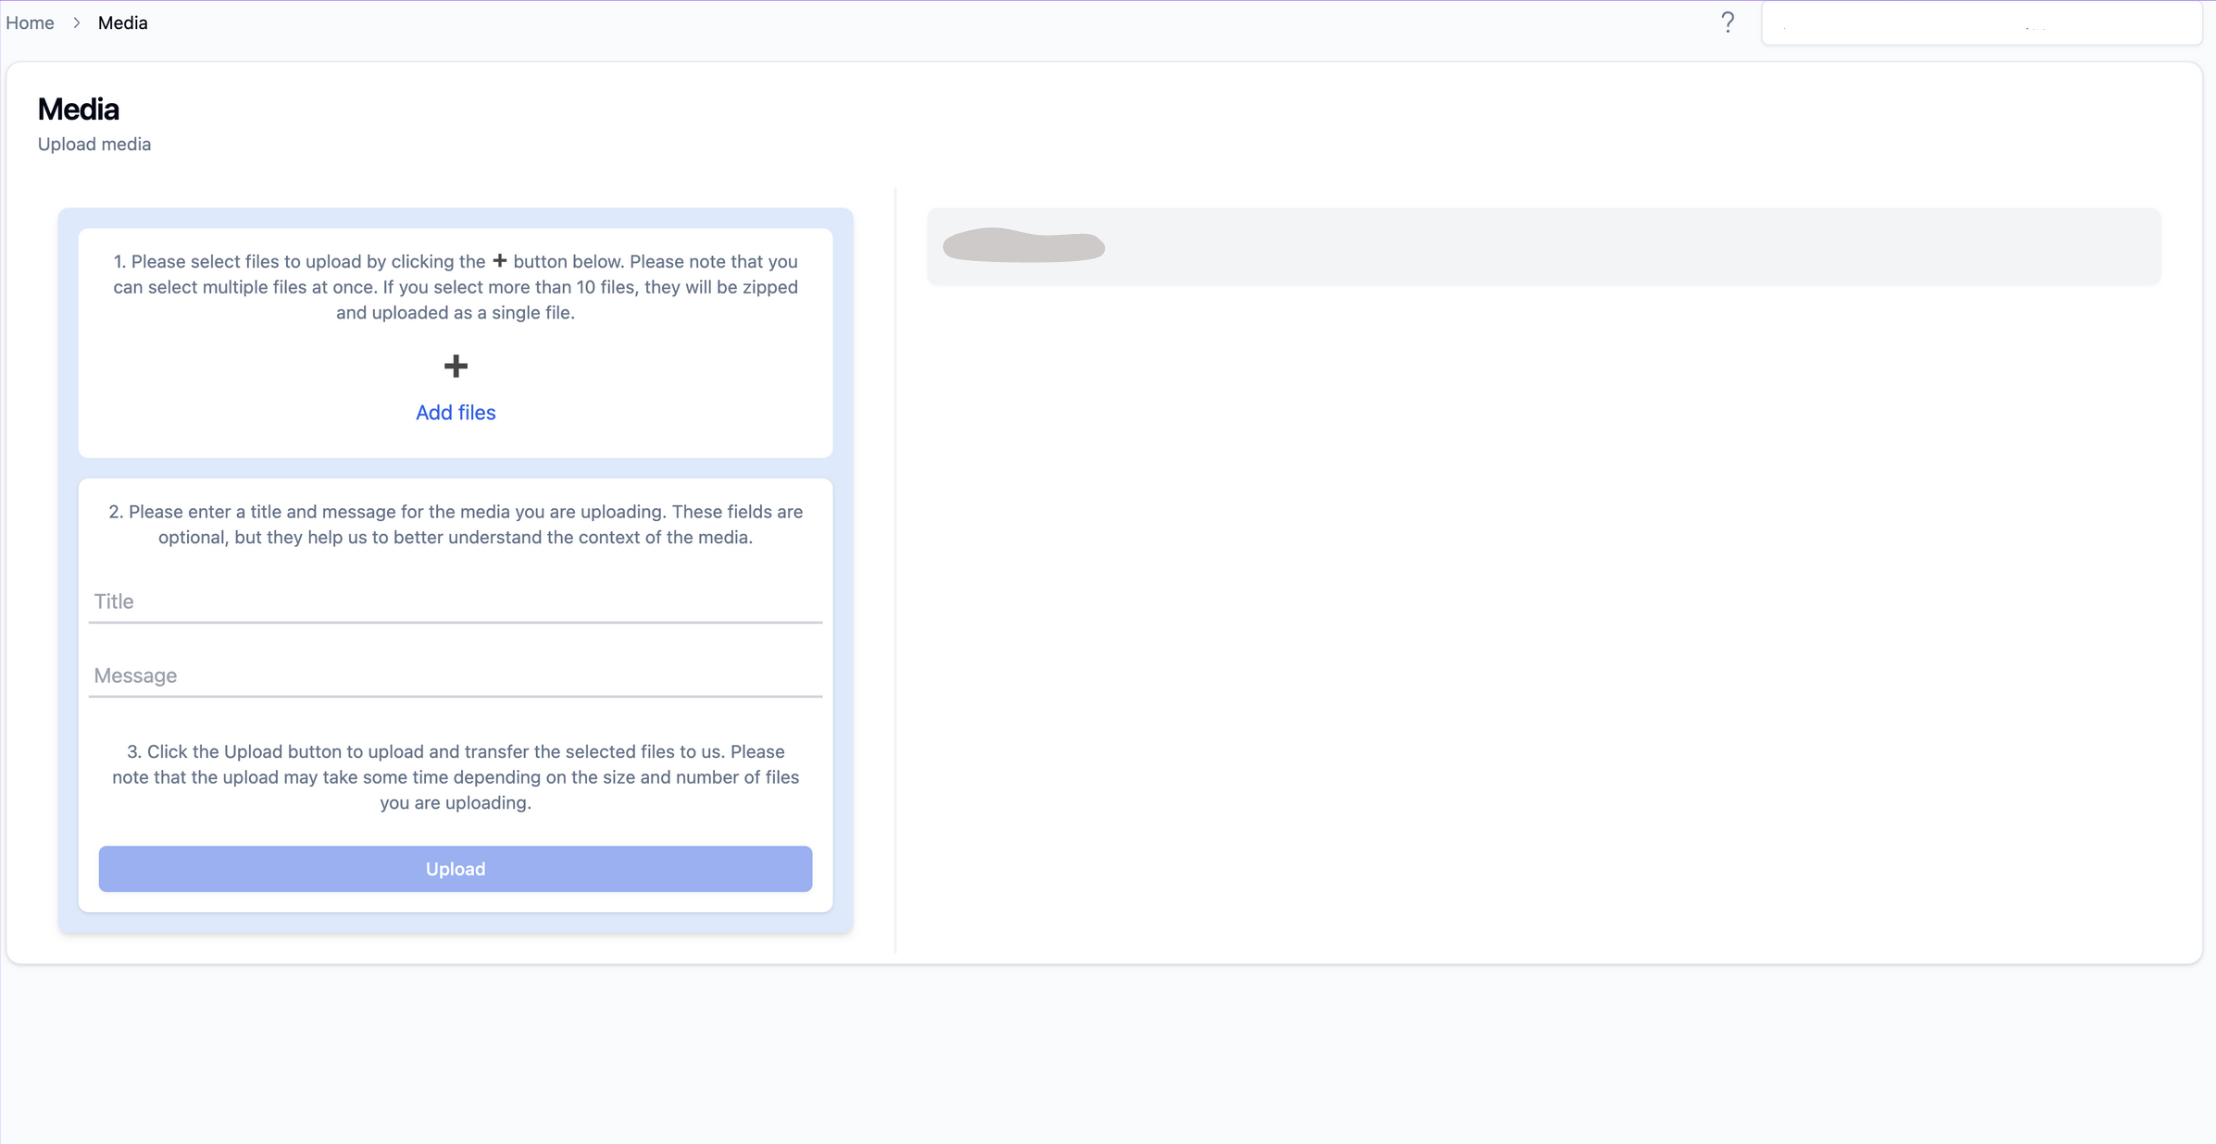 Home > Media
?
Media
Upload media
1. Please select files to upload by clicking the + button below. Please note that you
can select multiple files at once. If you select more than 10 files, they will be zipped
and uploaded as a single file.
+
Add files
2. Please enter a title and message for the media you are uploading. These fields are
optional, but they help us to better understand the context of the media.
Title
Message
3. Click the Upload button to upload and transfer the selected files to us. Please
note that the upload may take some time depending on the size and number of files
you are uploading.
Upload